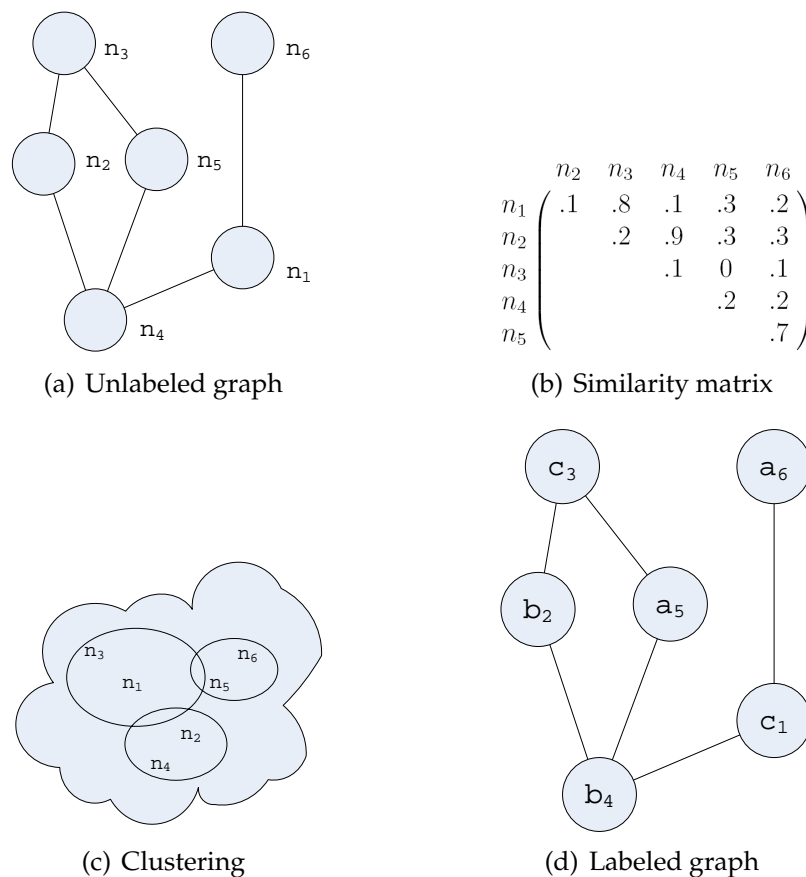 n₃ n₆
n₂ n₅
n₁
n₄
(a) Unlabeled graph
n₂ n₃ n₄ n₅ n₆
n₁ .1 .8 .1 .3 .2
n₂ .2 .9 .3 .3
n₃ .1 0 .1
n₄ .2 .2
n₅ .7
(b) Similarity matrix
n₃ n₆
n₁ n₅
n₂
n₄
(c) Clustering
c₃ a₆
b₂ a₅
c₁
b₄
(d) Labeled graph